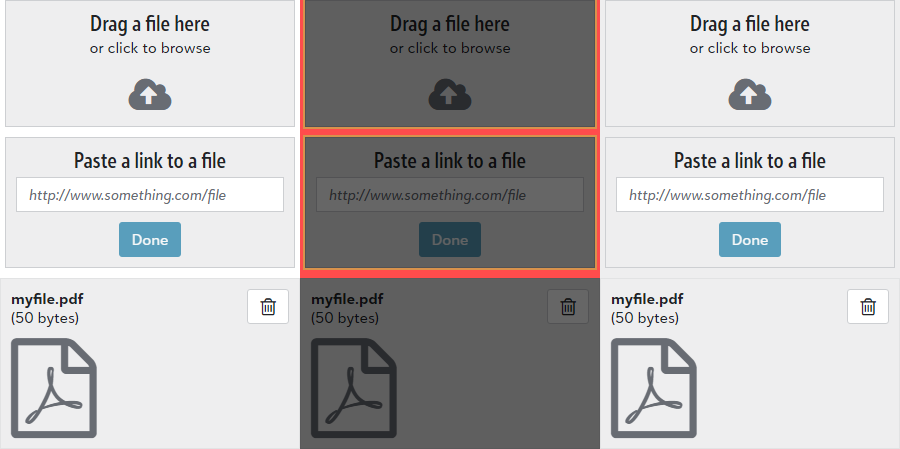 Drag a file here
or click to browse
Paste a link to a file
http://www.something.com/file
Done
myfile.pdf
(50 bytes)
Drag a file here
or click to browse
Paste a link to a file
http://www.something.com/file
Done
myfile.pdf
(50 bytes)
Drag a file here
or click to browse
Paste a link to a file
http://www.something.com/file
Done
myfile.pdf
(50 bytes)